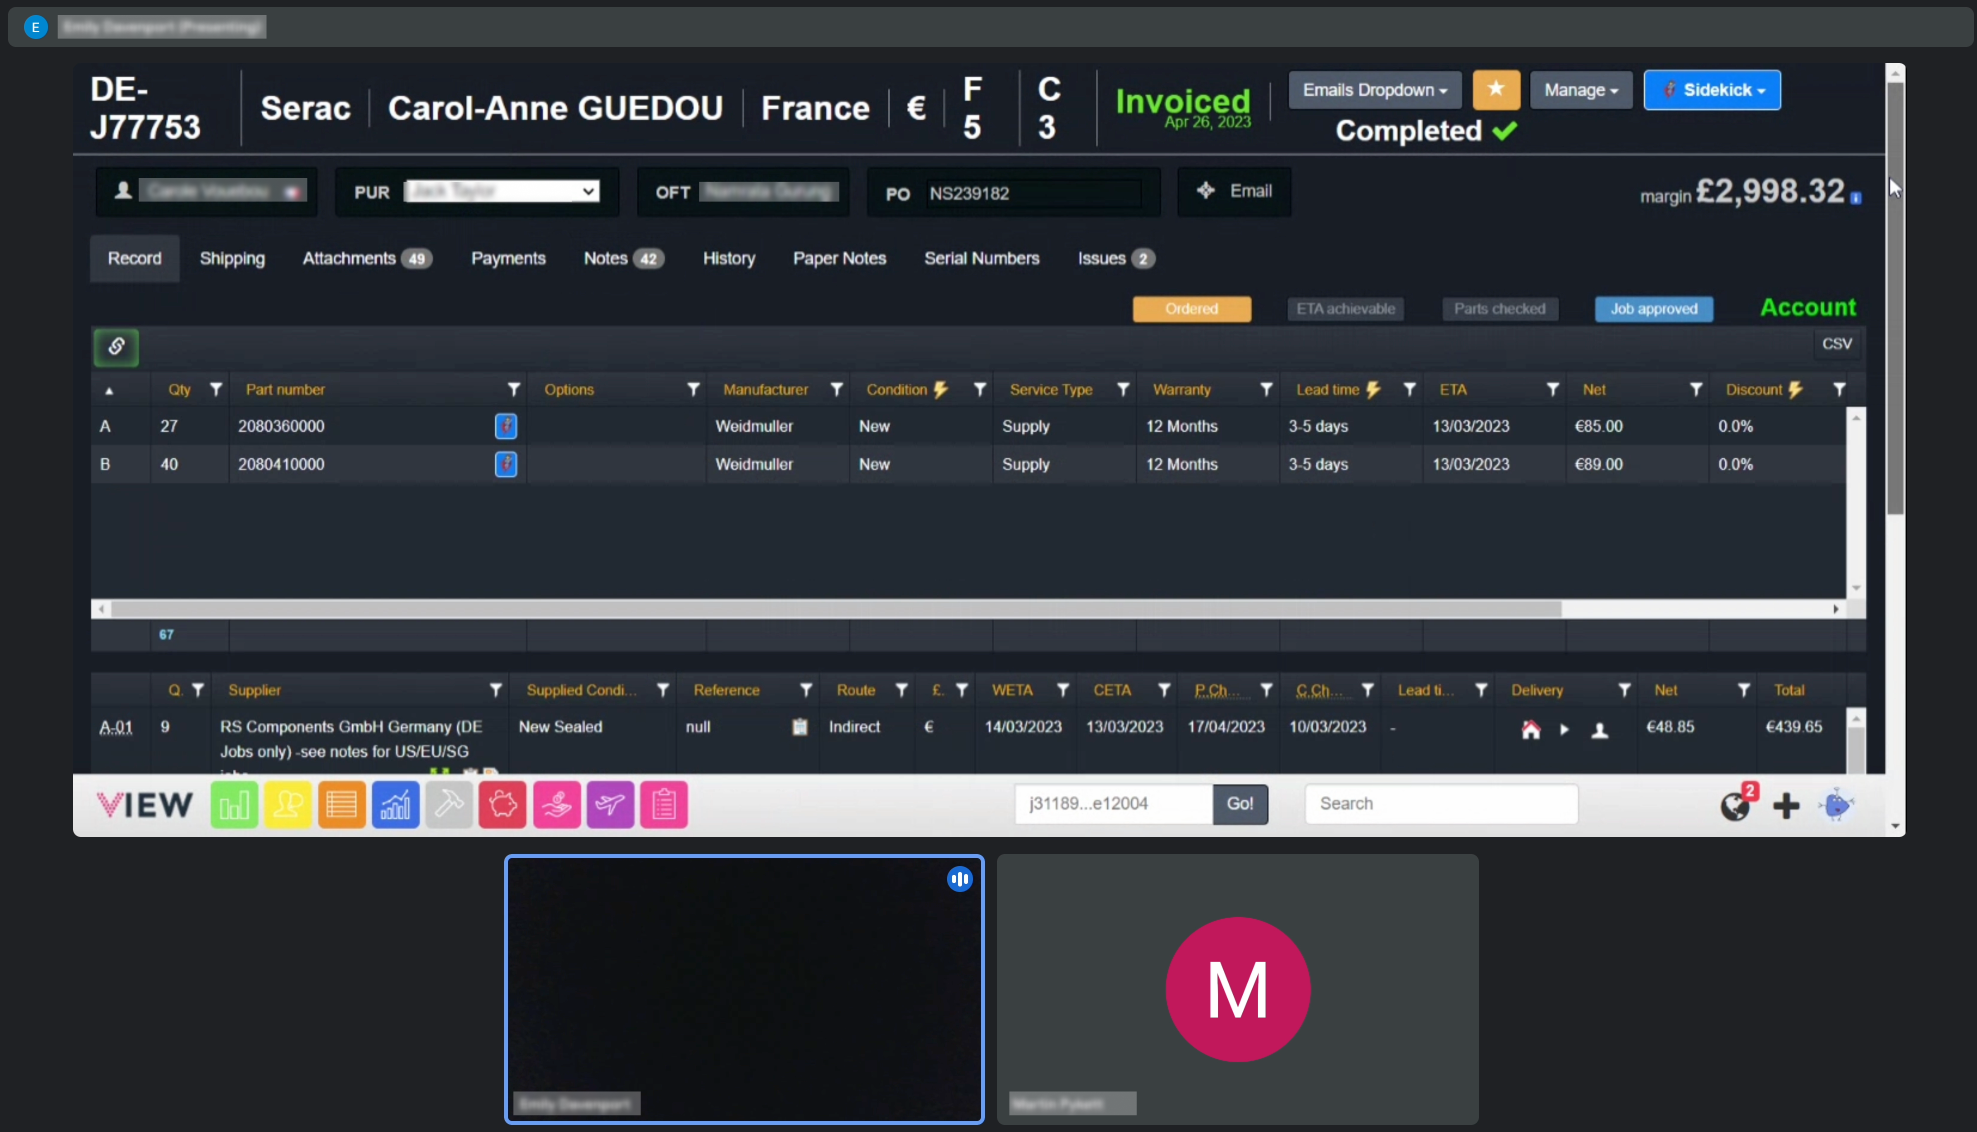 E
DE-
J77753
Serac
Carol-Anne GUEDOU
France
€
F
5
C
3
Invoiced
Apr 26, 2023
Emails Dropdown
Manage
Sidekick
Completed
PUR
OFT
PO NS239182
Email
margin £2,998.32
Record Shipping Attachments 49 Payments Notes 42 History Paper Notes Serial Numbers Issues 2
Ordered ETA achievable Parts checked Job approved Account
CSV
Qty Part number Options Manufacturer Condition Service Type Warranty Lead time ETA Net Discount
A 27 2080360000 Weidmuller New Supply 12 Months 3-5 days 13/03/2023 €85.00 0.0%
B 40 2080410000 Weidmuller New Supply 12 Months 3-5 days 13/03/2023 €89.00 0.0%
67
Q. Supplier Supplied Condi... Reference Route £. WETA CETA P.Ch... C.Ch... Lead ti... Delivery Net Total
A-01 9 RS Components GmbH Germany (DE New Sealed null Indirect € 14/03/2023 13/03/2023 17/04/2023 10/03/2023 - €48.85 €439.65
Jobs only) -see notes for US/EU/SG
VIEW
j31189...e12004 Go! Search
2
M